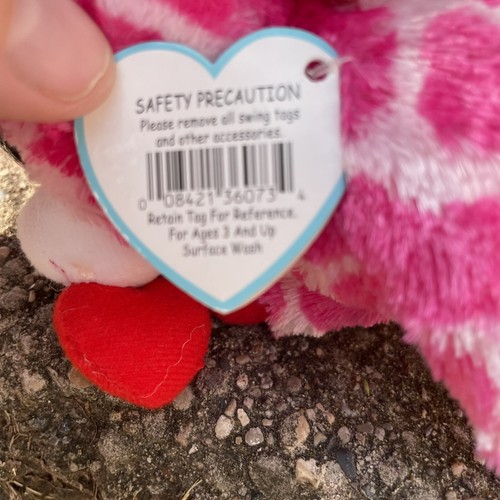 SAFETY PRECAUTION
Please remove all swing tags
and other accessories.
0 08421 36073 4
Retain Tag For Reference.
For Ages 3 And Up
Surface Wash